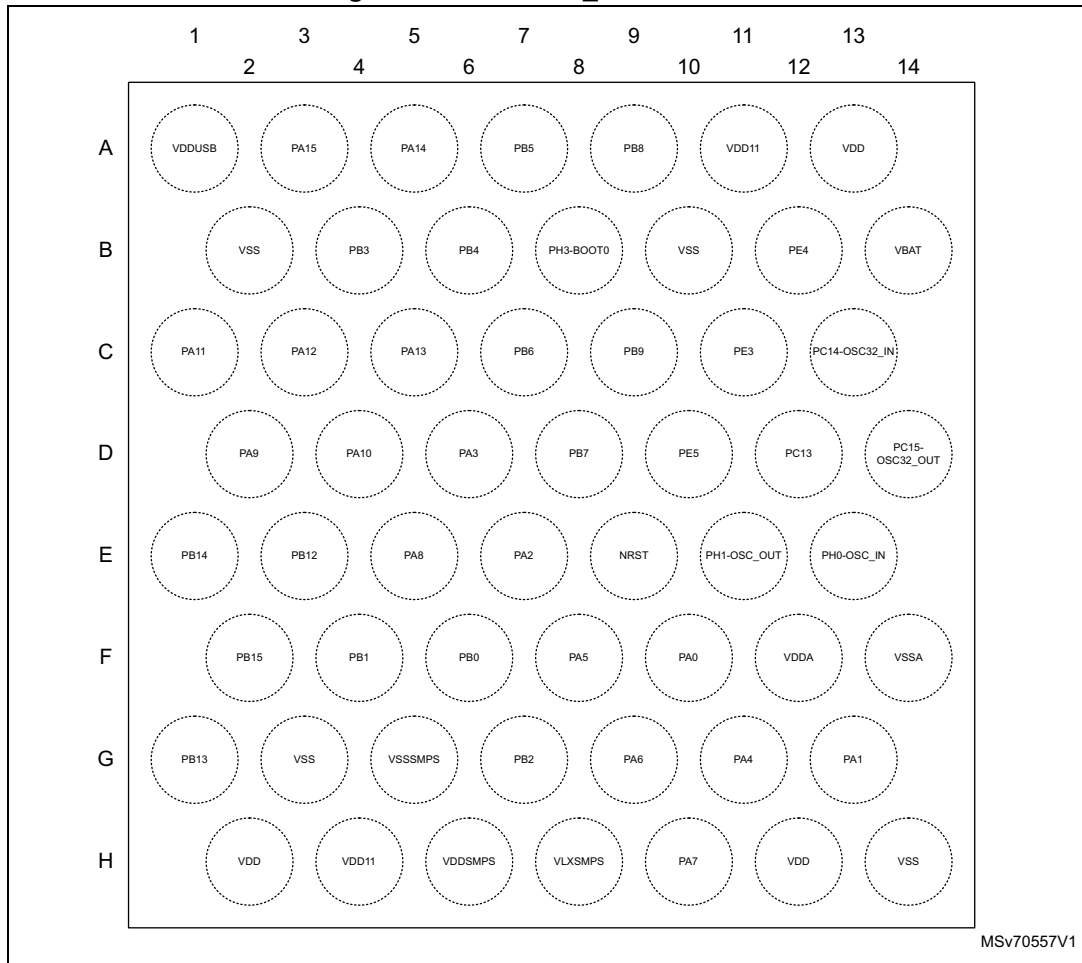 1 3 5 7 9 11 13
2 4 6 8 10 12 14
A VDDUSB PA15 PA14 PB5 PB8 VDD11 VDD
B VSS PB3 PB4 PH3-BOOT0 VSS PE4 VBAT
C PA11 PA12 PA13 PB6 PB9 PE3 PC14-OSC32_IN
D PA9 PA10 PA3 PB7 PE5 PC13 PC15-
OSC32_OUT
E PB14 PB12 PA8 PA2 NRST PH1-OSC_OUT PH0-OSC_IN
F PB15 PB1 PB0 PA5 PA0 VDDA VSSA
G PB13 VSS VSSSMPS PB2 PA6 PA4 PA1
H VDD VDD11 VDDSMPS VLXSMPS PA7 VDD VSS
MSv70557V1